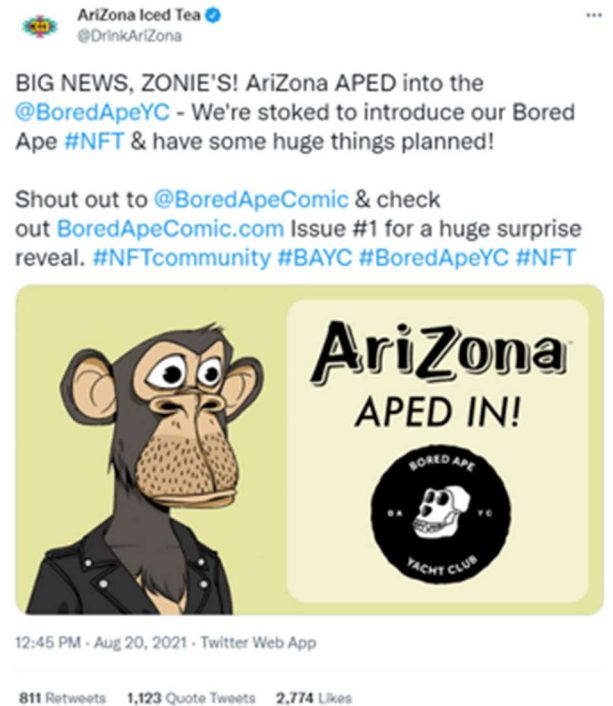 AriZona Iced Tea
@DrinkAriZona
BIG NEWS, ZONIE'S! AriZona APED into the
@BoredApeYC - We're stoked to introduce our Bored
Ape #NFT & have some huge things planned!
Shout out to @BoredApeComic & check
out BoredApeComic.com Issue #1 for a huge surprise
reveal. #NFTcommunity #BAYC #BoredApeYC #NFT
AriZona
APED IN!
BORED APE
BA YC
YACHT CLUB
12:45 PM · Aug 20, 2021 · Twitter Web App
811 Retweets 1,123 Quote Tweets 2,774 Likes